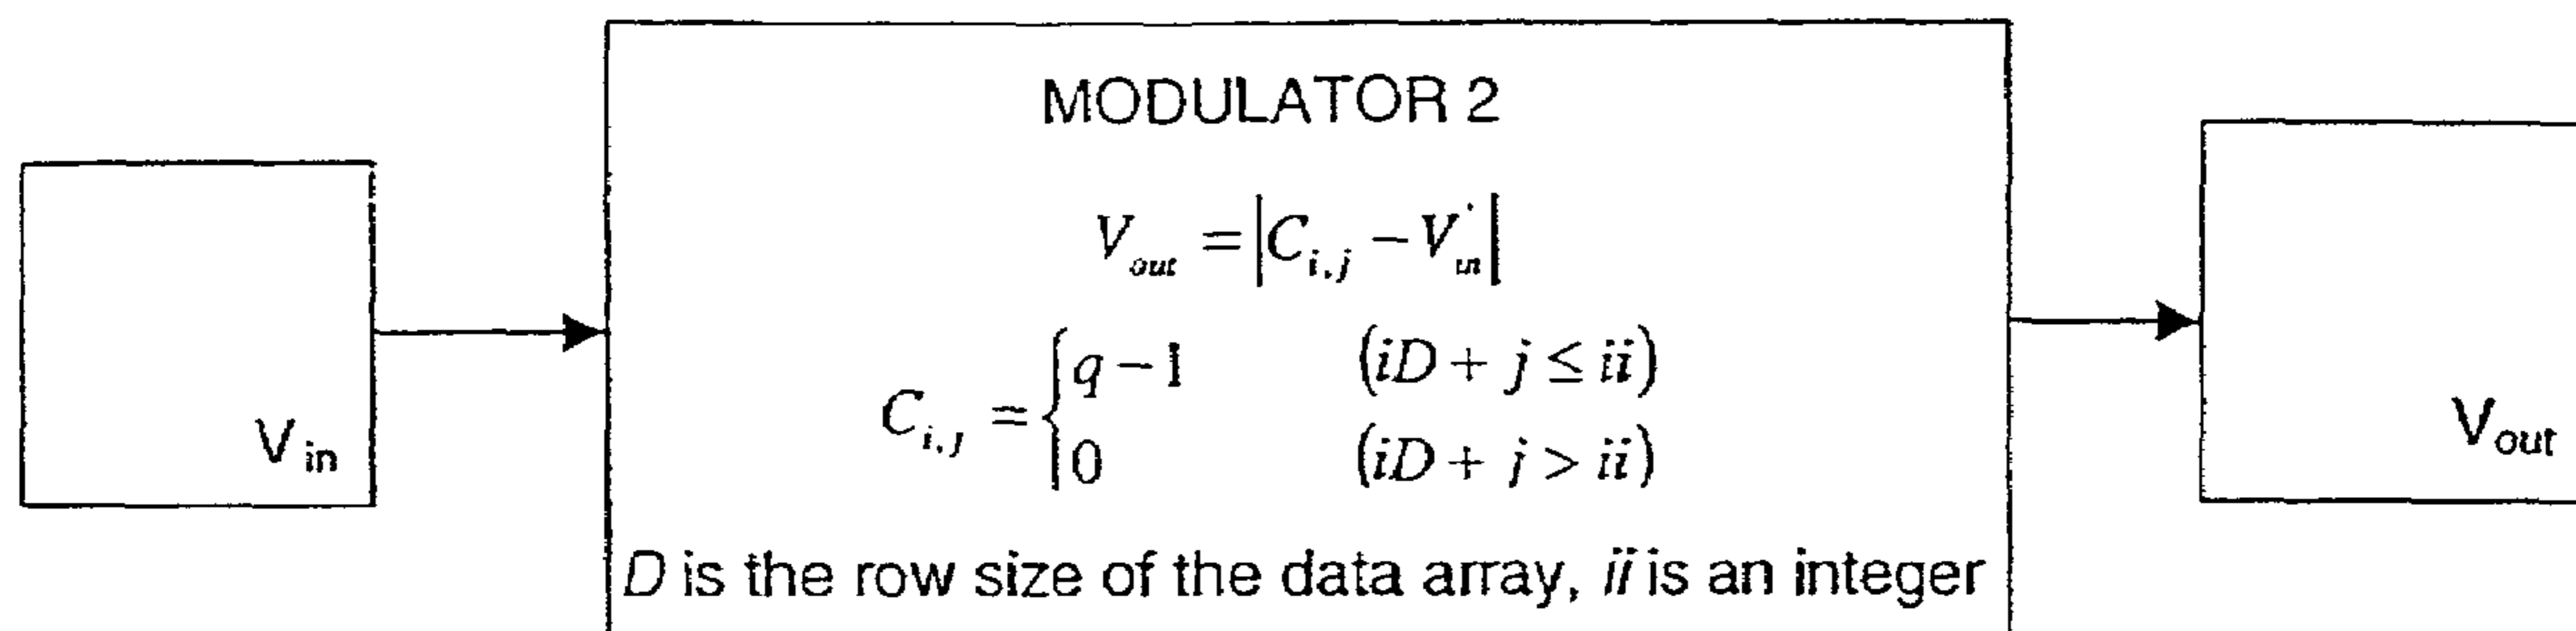 MODULATOR 2
V_out = |C_i,j − V_in|
C_i,j = { q − 1 (iD + j ≤ ii)
0 (iD + j > ii)
V_in
V_out
D is the row size of the data array, ii is an integer